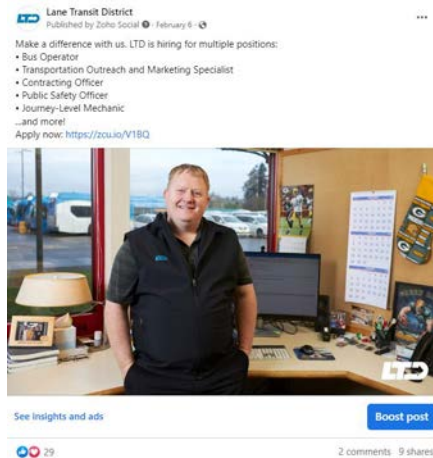 Lane Transit District
Published by Zoho Social · February 6 ·
Make a difference with us. LTD is hiring for multiple positions:
• Bus Operator
• Transportation Outreach and Marketing Specialist
• Contracting Officer
• Public Safety Officer
• Journey-Level Mechanic
...and more!
Apply now: https://zcu.io/V1BQ
LTD
See insights and ads
Boost post
29
2 comments 9 shares